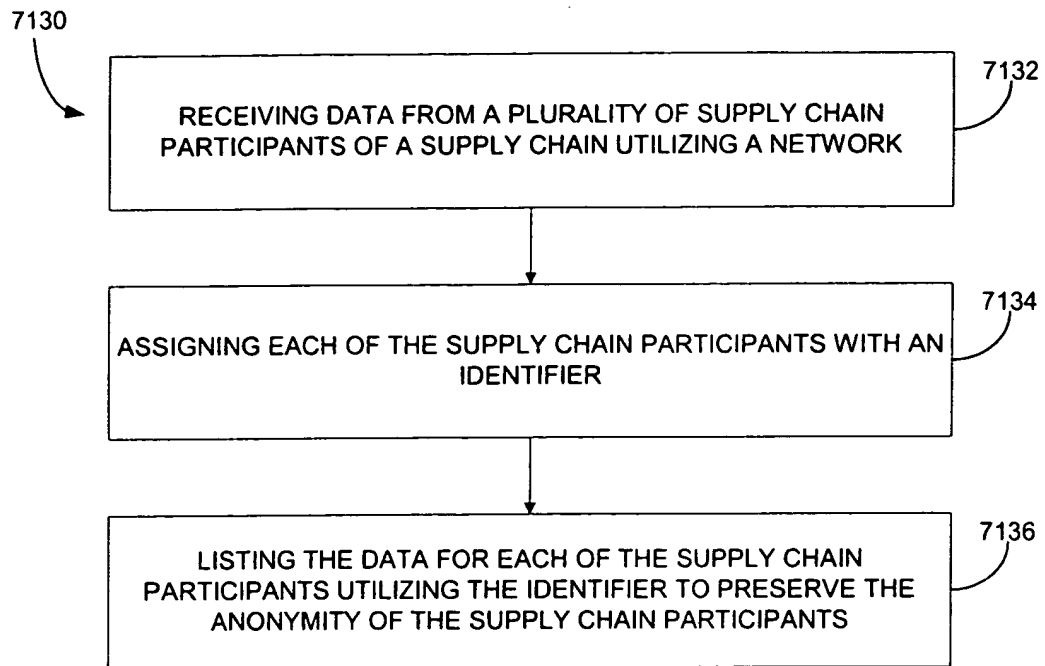 7130
7132
RECEIVING DATA FROM A PLURALITY OF SUPPLY CHAIN
PARTICIPANTS OF A SUPPLY CHAIN UTILIZING A NETWORK
7134
ASSIGNING EACH OF THE SUPPLY CHAIN PARTICIPANTS WITH AN
IDENTIFIER
7136
LISTING THE DATA FOR EACH OF THE SUPPLY CHAIN
PARTICIPANTS UTILIZING THE IDENTIFIER TO PRESERVE THE
ANONYMITY OF THE SUPPLY CHAIN PARTICIPANTS